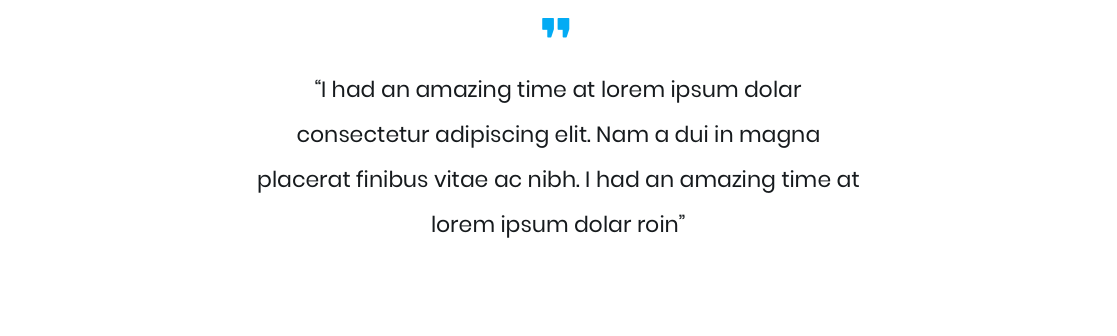 ”
“I had an amazing time at lorem ipsum dolar
consectetur adipiscing elit. Nam a dui in magna
placerat finibus vitae ac nibh. I had an amazing time at
lorem ipsum dolar roin”